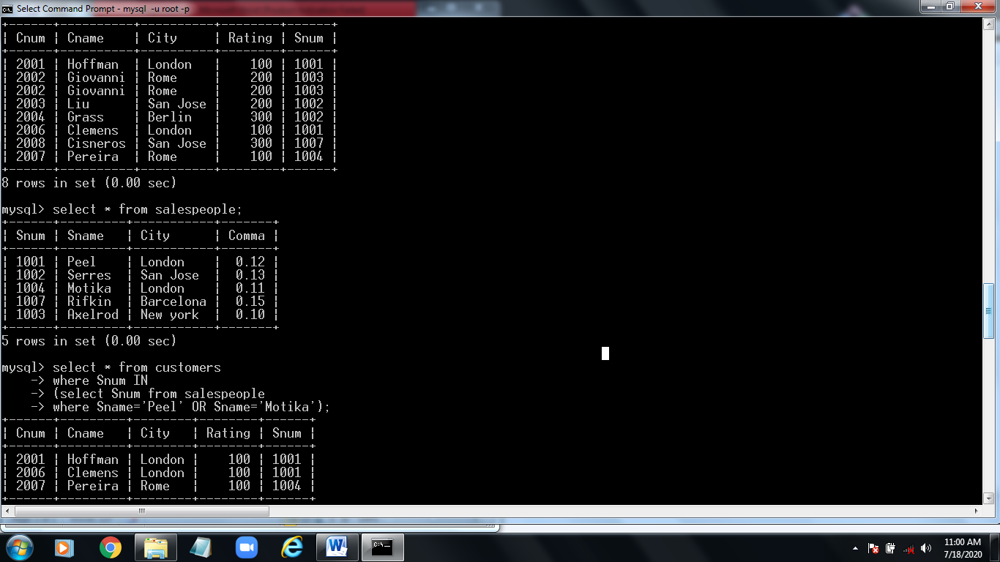 Select Command Prompt - mysql  -u root -p
+------+----------+----------+--------+------+
| Cnum | Cname    | City     | Rating | Snum |
+------+----------+----------+--------+------+
| 2001 | Hoffman  | London   |    100 | 1001 |
| 2002 | Giovanni | Rome     |    200 | 1003 |
| 2002 | Giovanni | Rome     |    200 | 1003 |
| 2003 | Liu      | San Jose |    200 | 1002 |
| 2004 | Grass    | Berlin   |    300 | 1002 |
| 2006 | Clemens  | London   |    100 | 1001 |
| 2008 | Cisneros | San Jose |    300 | 1007 |
| 2007 | Pereira  | Rome     |    100 | 1004 |
+------+----------+----------+--------+------+
8 rows in set (0.00 sec)
mysql> select * from salespeople;
+------+---------+-----------+-------+
| Snum | Sname   | City      | Comma |
+------+---------+-----------+-------+
| 1001 | Peel    | London    |  0.12 |
| 1002 | Serres  | San Jose  |  0.13 |
| 1004 | Motika  | London    |  0.11 |
| 1007 | Rifkin  | Barcelona |  0.15 |
| 1003 | Axelrod | New york  |  0.10 |
+------+---------+-----------+-------+
5 rows in set (0.00 sec)
mysql> select * from customers
    -> where Snum IN
    -> (select Snum from salespeople
    -> where Sname='Peel' OR Sname='Motika');
+------+---------+--------+--------+------+
| Cnum | Cname   | City   | Rating | Snum |
+------+---------+--------+--------+------+
| 2001 | Hoffman | London |    100 | 1001 |
| 2006 | Clemens | London |    100 | 1001 |
| 2007 | Pereira | Rome   |    100 | 1004 |
+------+---------+--------+--------+------+
11:00 AM
7/18/2020